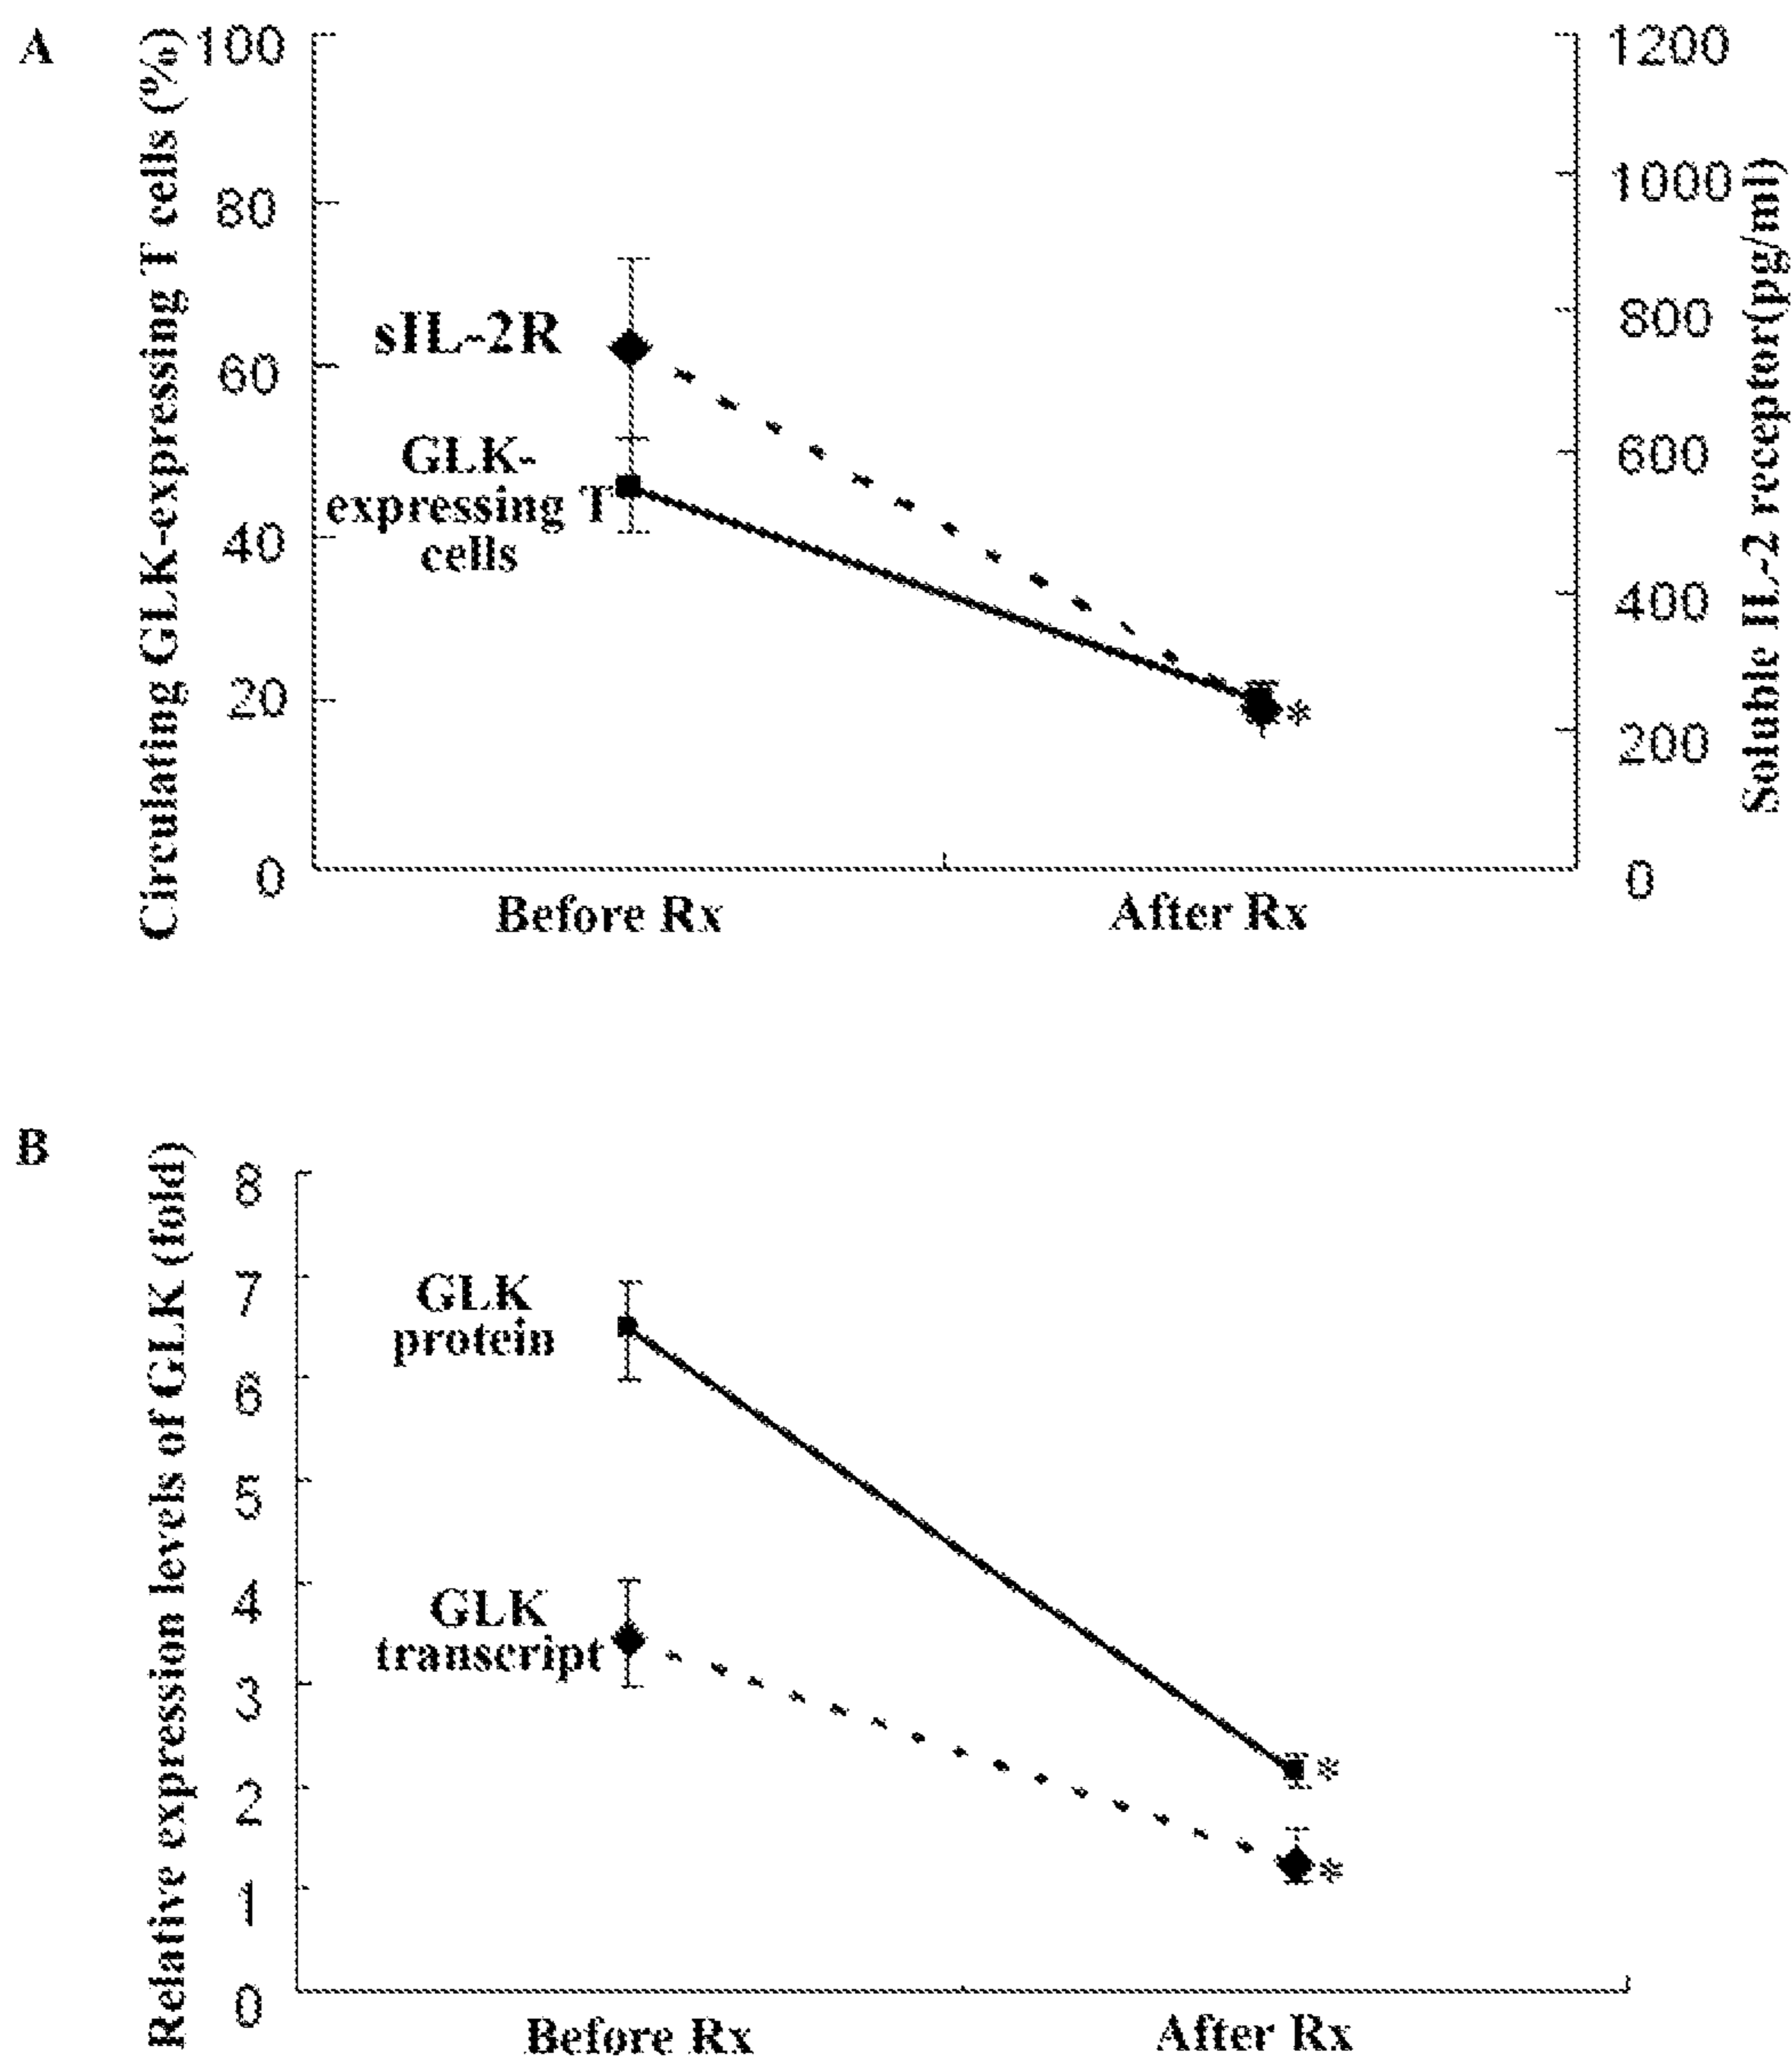 A
Circulating GLK-expressing T cells (%)
100
80
60
40
20
0
sIL-2R
GLK-
expressing T
cells
*
1200
1000
800
600
400
200
0
Soluble IL-2 receptor(pg/ml)
Before Rx
After Rx
B
Relative expression levels of GLK (fold)
8
7
6
5
4
3
2
1
0
GLK
protein
GLK
transcript
*
*
Before Rx
After Rx